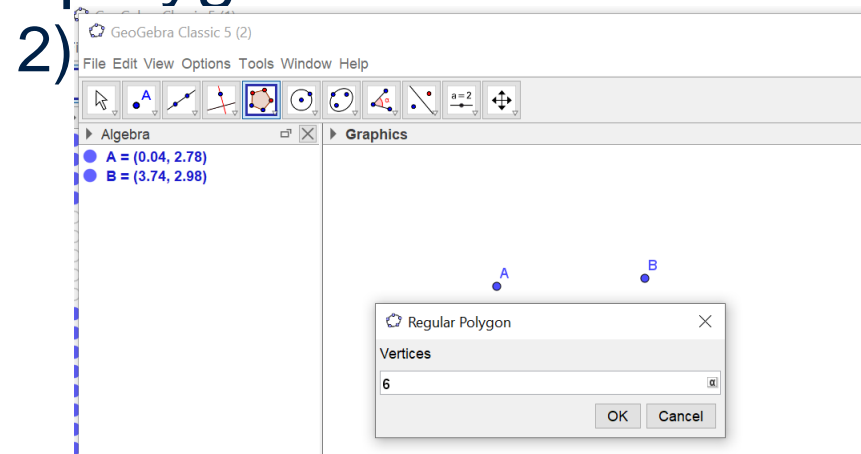 2)
GeoGebra Classic 5 (2)
File Edit View Options Tools Window Help
A
α
a=2
Algebra
Graphics
A = (0.04, 2.78)
B = (3.74, 2.98)
A
B
Regular Polygon
Vertices
6
α
OK Cancel